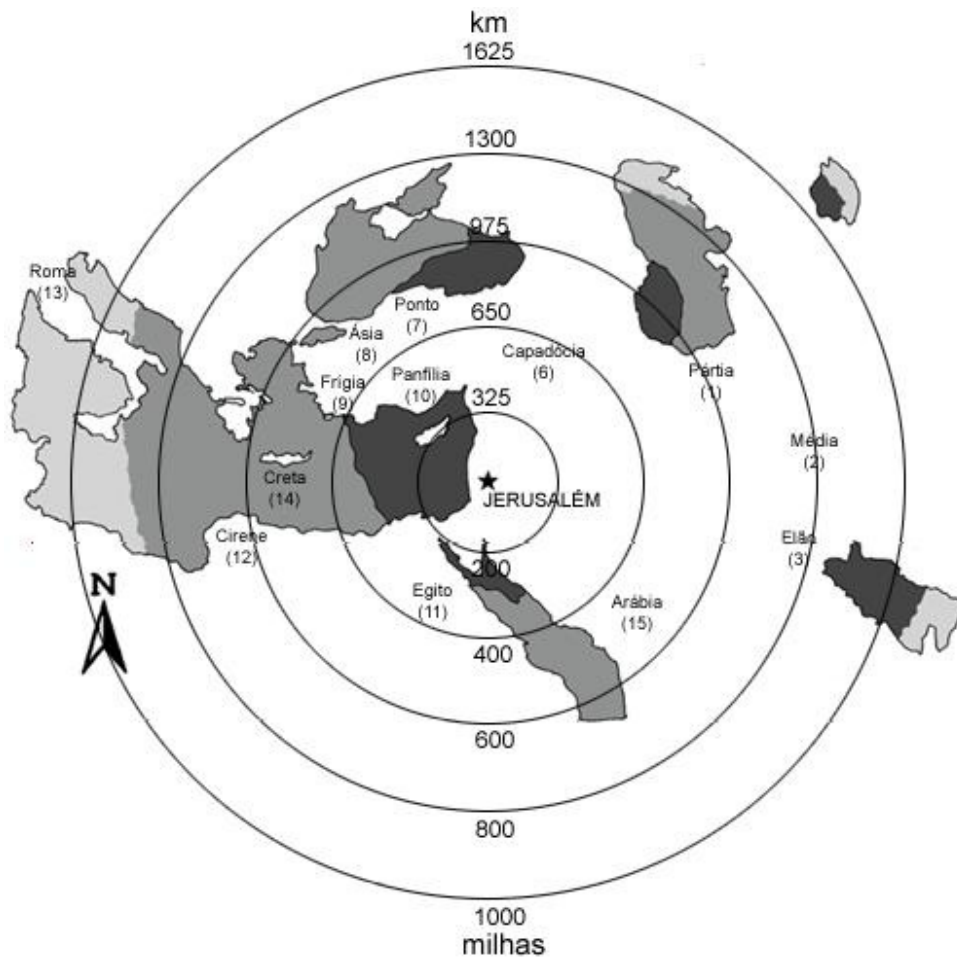 km
1625
1300
975
Roma
(13)
Ponto
(7)
650
Ásia
(8)
Capadócia
(6)
Frígia
(9)
Panfília
(10)
Pártia
(1)
325
Média
(2)
Creta
(14)
JERUSALÉM
Cirene
(12)
Elão
(3)
200
N
Egito
(11)
Arábia
(15)
400
600
800
1000
milhas